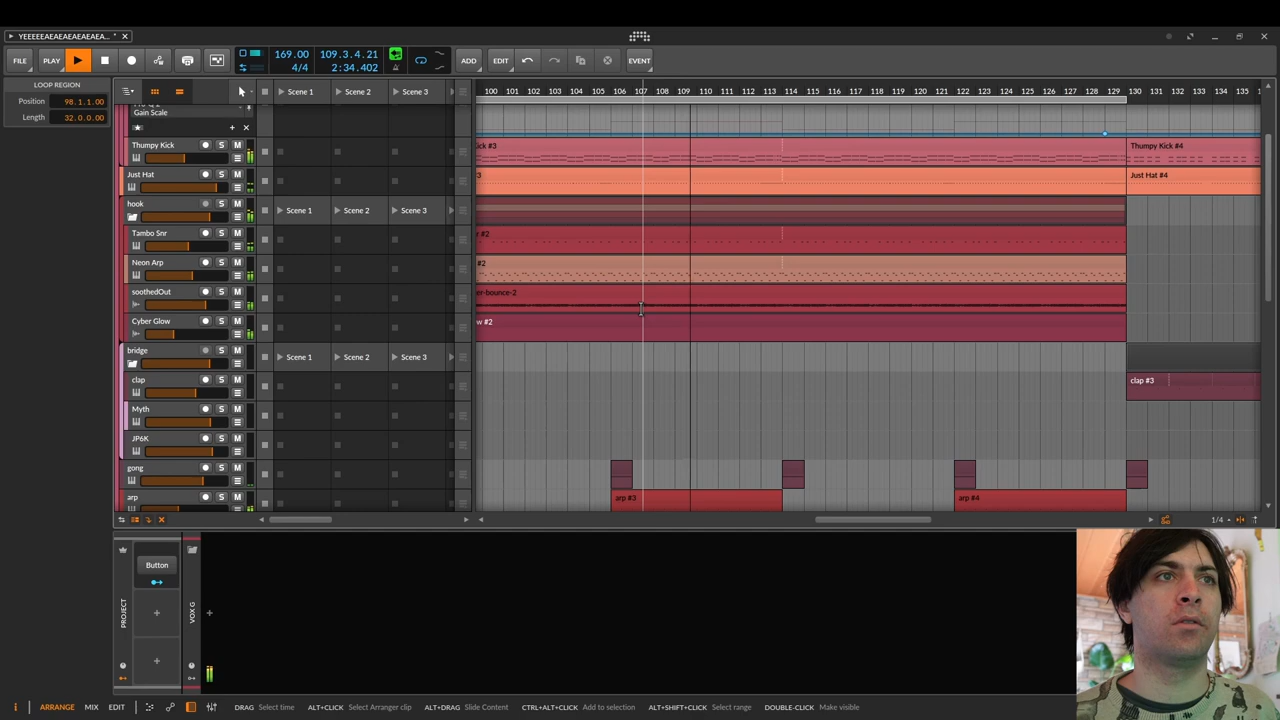 YEEEEEAEAEAEAEAEAEA... *
FILE PLAY ADD EDIT EVENT
169.00 109.3.4.21
4/4 2:34.402
LOOP REGION
Position 98.1.1.00
Length 32.0.0.00
Scene 1 Scene 2 Scene 3
100 101 102 103 104 105 106 107 108 109 110 111 112 113 114 115 116 117 118 119 120 121 122 123 124 125 126 127 128 129 130 131 132 133 134 135
Gain Scale
Thumpy Kick
ick #3
Thumpy Kick #4
Just Hat
Just Hat #4
hook
Scene 1 Scene 2 Scene 3
Tambo Snr
r #2
Neon Arp
#2
soothedOut
er-bounce-2
Cyber Glow
w #2
bridge
Scene 1 Scene 2 Scene 3
clap
clap #3
Myth
JP6K
gong
arp
arp #3
arp #4
1/4
Button
PROJECT
VOX G
ARRANGE MIX EDIT
DRAG Select time ALT+CLICK Select Arranger clip ALT+DRAG Slide Content CTRL+ALT+CLICK Add to selection ALT+SHIFT+CLICK Select range DOUBLE-CLICK Make visible